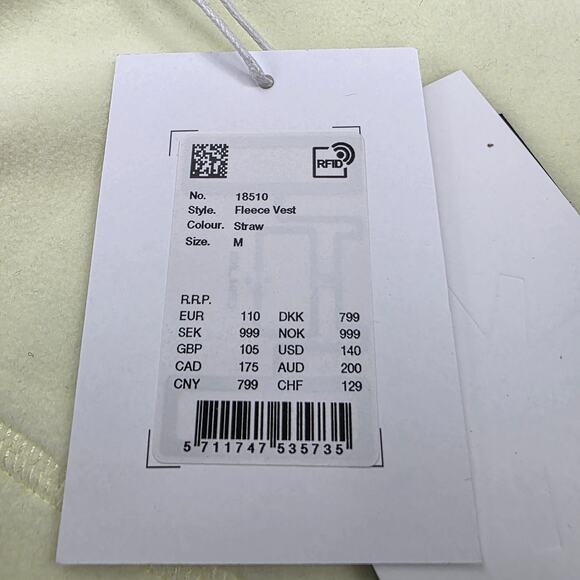 RFID
No. 18510
Style. Fleece Vest
Colour. Straw
Size. M
R.R.P.
EUR 110 DKK 799
SEK 999 NOK 999
GBP 105 USD 140
CAD 175 AUD 200
CNY 799 CHF 129
5 711747 535735